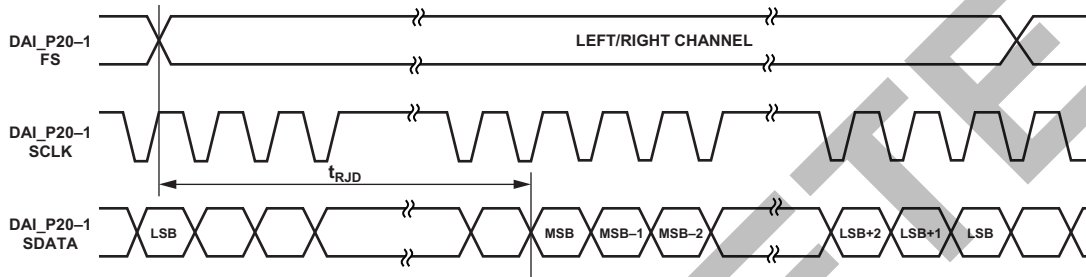 DAI_P20–1
FS
LEFT/RIGHT CHANNEL
DAI_P20–1
SCLK
tRJD
DAI_P20–1
SDATA
LSB
MSB
MSB–1
MSB–2
LSB+2
LSB+1
LSB